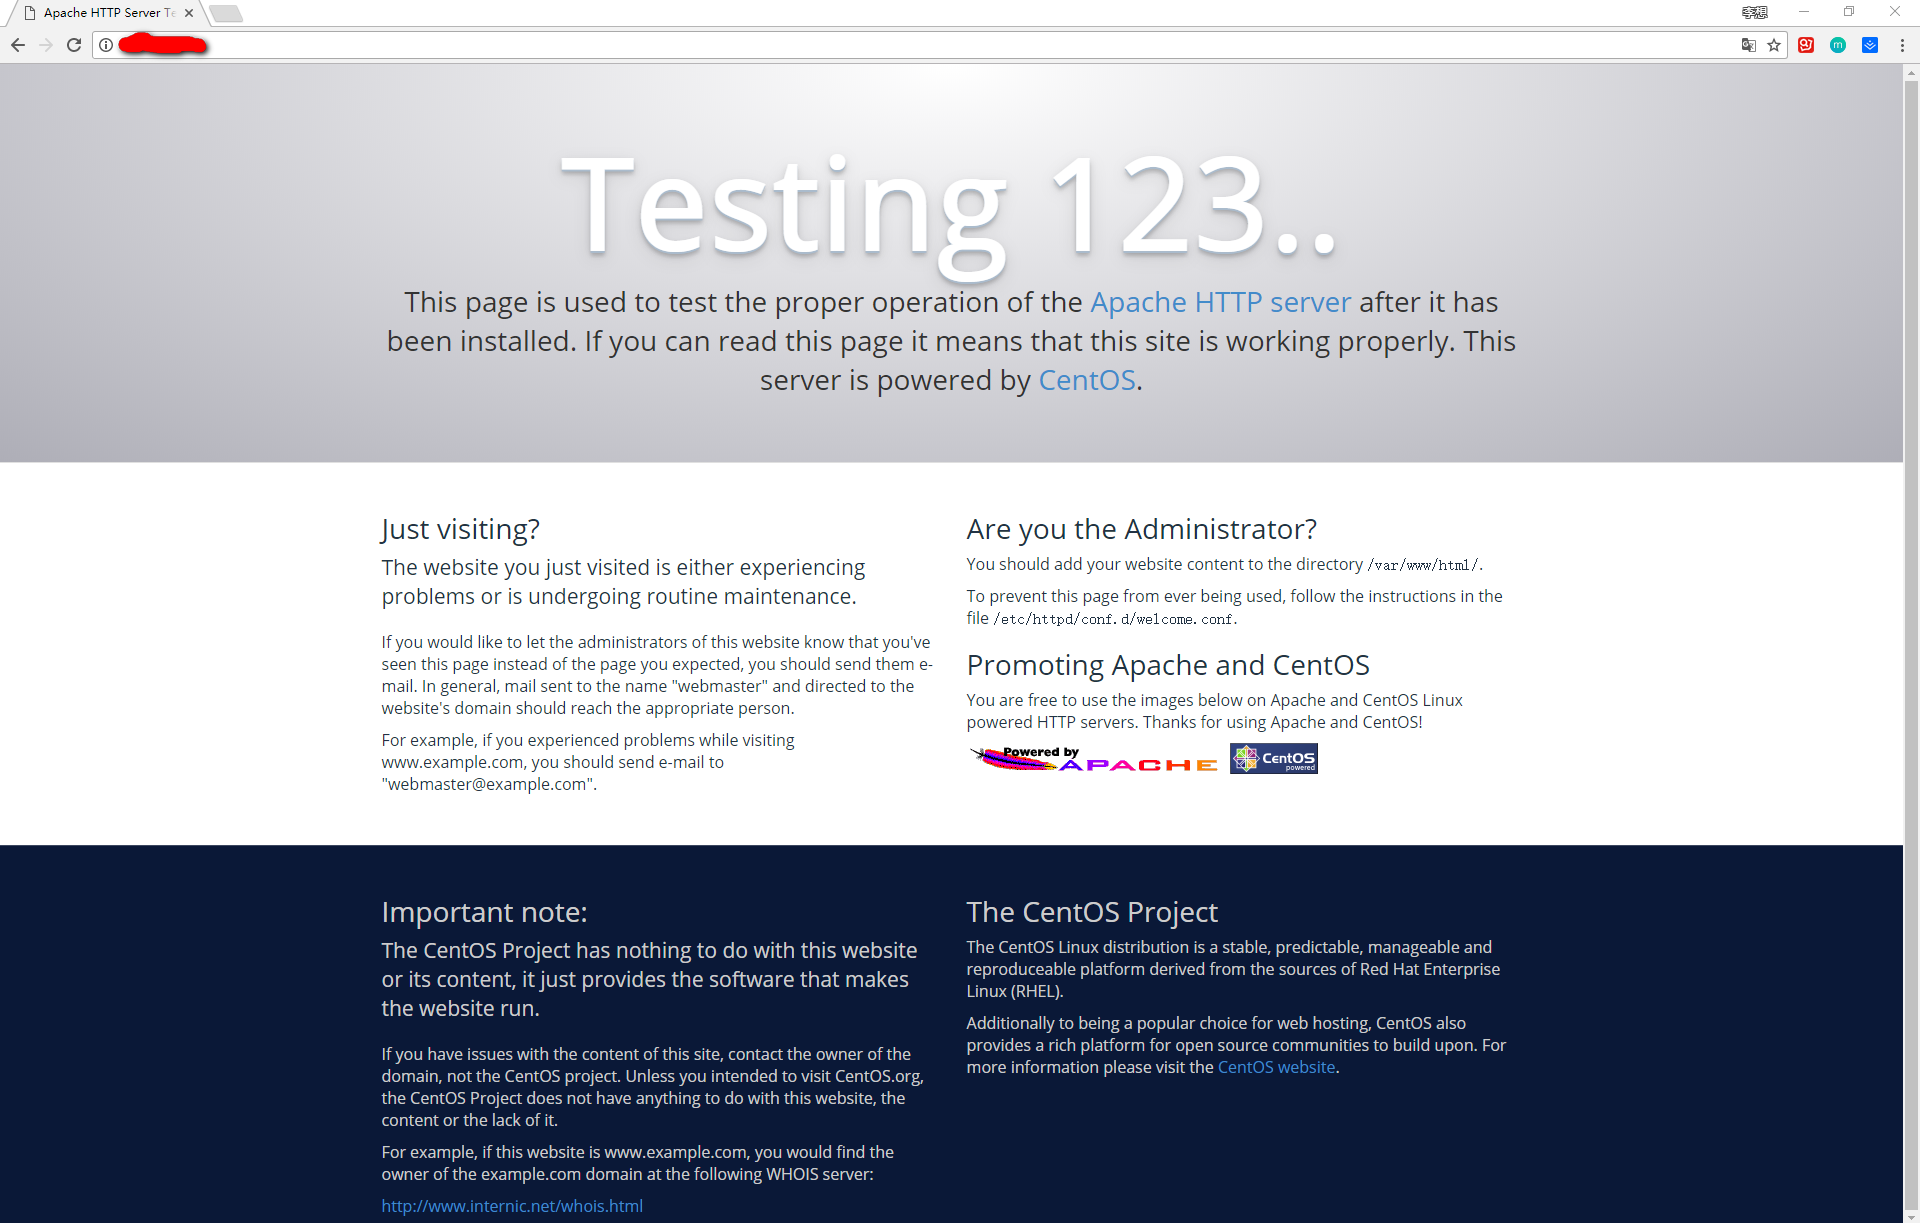 Apache HTTP Server Te
李想
Testing 123..
This page is used to test the proper operation of the Apache HTTP server after it has
been installed. If you can read this page it means that this site is working properly. This
server is powered by CentOS.
Just visiting?
The website you just visited is either experiencing
problems or is undergoing routine maintenance.
If you would like to let the administrators of this website know that you've
seen this page instead of the page you expected, you should send them e-
mail. In general, mail sent to the name "webmaster" and directed to the
website's domain should reach the appropriate person.
For example, if you experienced problems while visiting
www.example.com, you should send e-mail to
"webmaster@example.com".
Are you the Administrator?
You should add your website content to the directory /var/www/html/.
To prevent this page from ever being used, follow the instructions in the
file /etc/httpd/conf.d/welcome.conf.
Promoting Apache and CentOS
You are free to use the images below on Apache and CentOS Linux
powered HTTP servers. Thanks for using Apache and CentOS!
Powered by
APACHE
CentOS
powered
Important note:
The CentOS Project has nothing to do with this website
or its content, it just provides the software that makes
the website run.
If you have issues with the content of this site, contact the owner of the
domain, not the CentOS project. Unless you intended to visit CentOS.org,
the CentOS Project does not have anything to do with this website, the
content or the lack of it.
For example, if this website is www.example.com, you would find the
owner of the example.com domain at the following WHOIS server:
http://www.internic.net/whois.html
The CentOS Project
The CentOS Linux distribution is a stable, predictable, manageable and
reproduceable platform derived from the sources of Red Hat Enterprise
Linux (RHEL).
Additionally to being a popular choice for web hosting, CentOS also
provides a rich platform for open source communities to build upon. For
more information please visit the CentOS website.